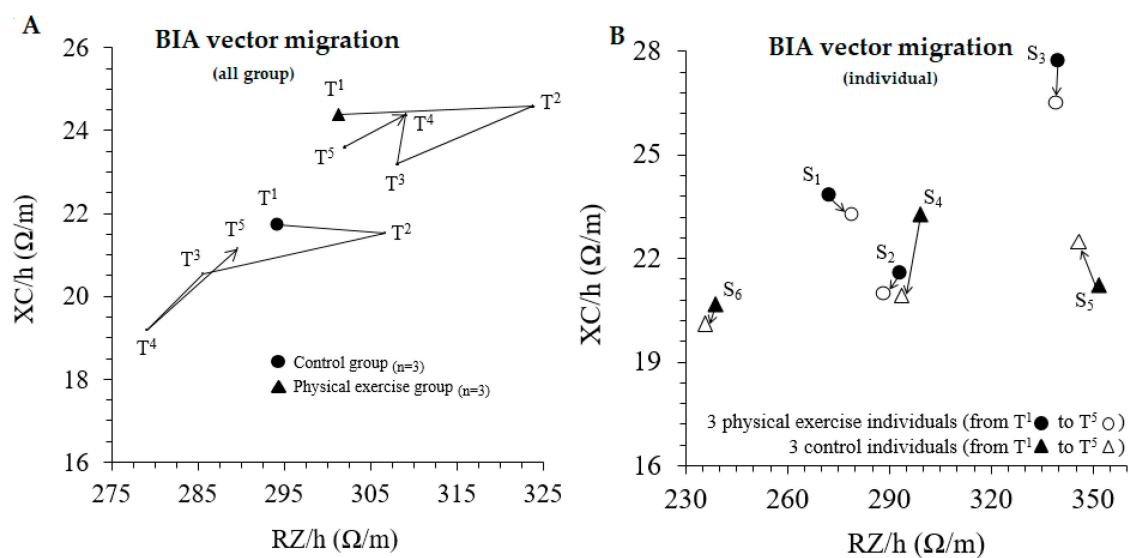 A
BIA vector migration
(all group)
XC/h (Ω/m)
26
24
22
20
18
16
T¹
T²
T⁴
T⁵
T³
T¹
T⁵
T²
T³
T⁴
● Control group (n=3)
▲ Physical exercise group (n=3)
275 285 295 305 315 325
RZ/h (Ω/m)
B
BIA vector migration
(individual)
XC/h (Ω/m)
28
25
22
19
16
S₃
S₁
S₄
S₂
S₆
S₅
3 physical exercise individuals (from T¹ ● to T⁵ ○ )
3 control individuals (from T¹ ▲ to T⁵ △ )
230 260 290 320 350
RZ/h (Ω/m)